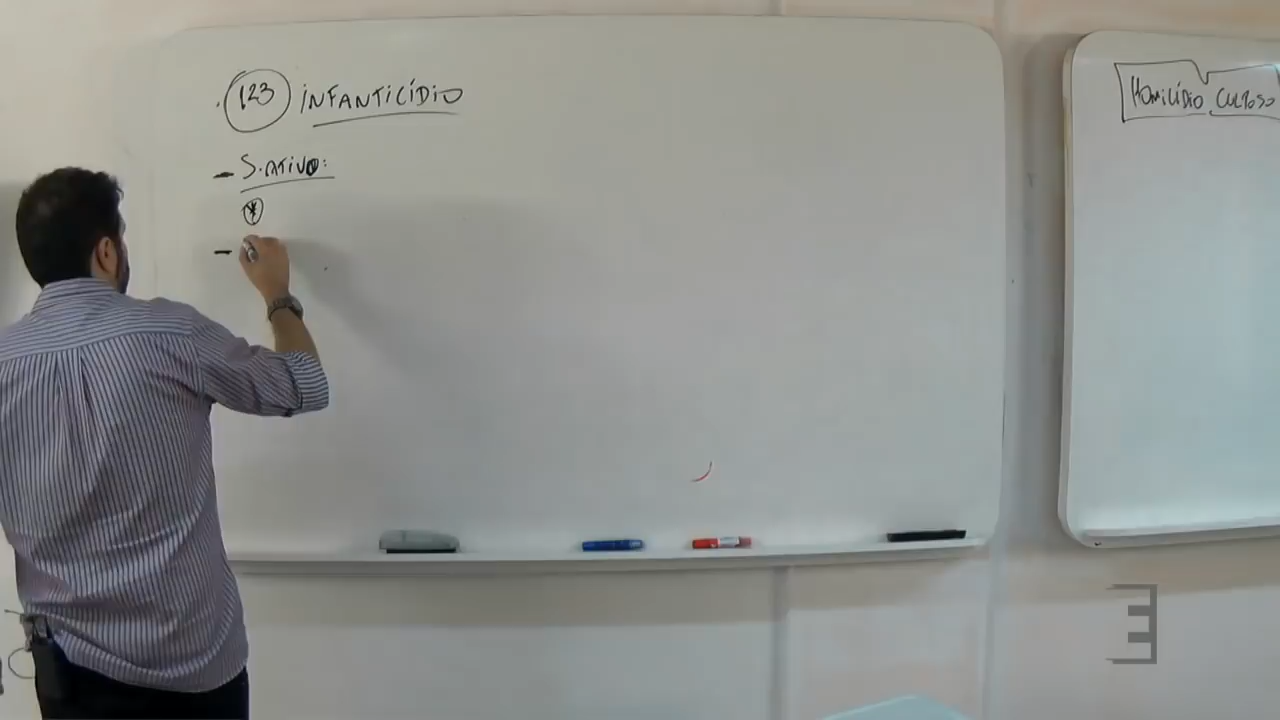 123 INFANTICÍDIO
- S. ATIVO:
*
-
HOMICÍDIO CULPOSO